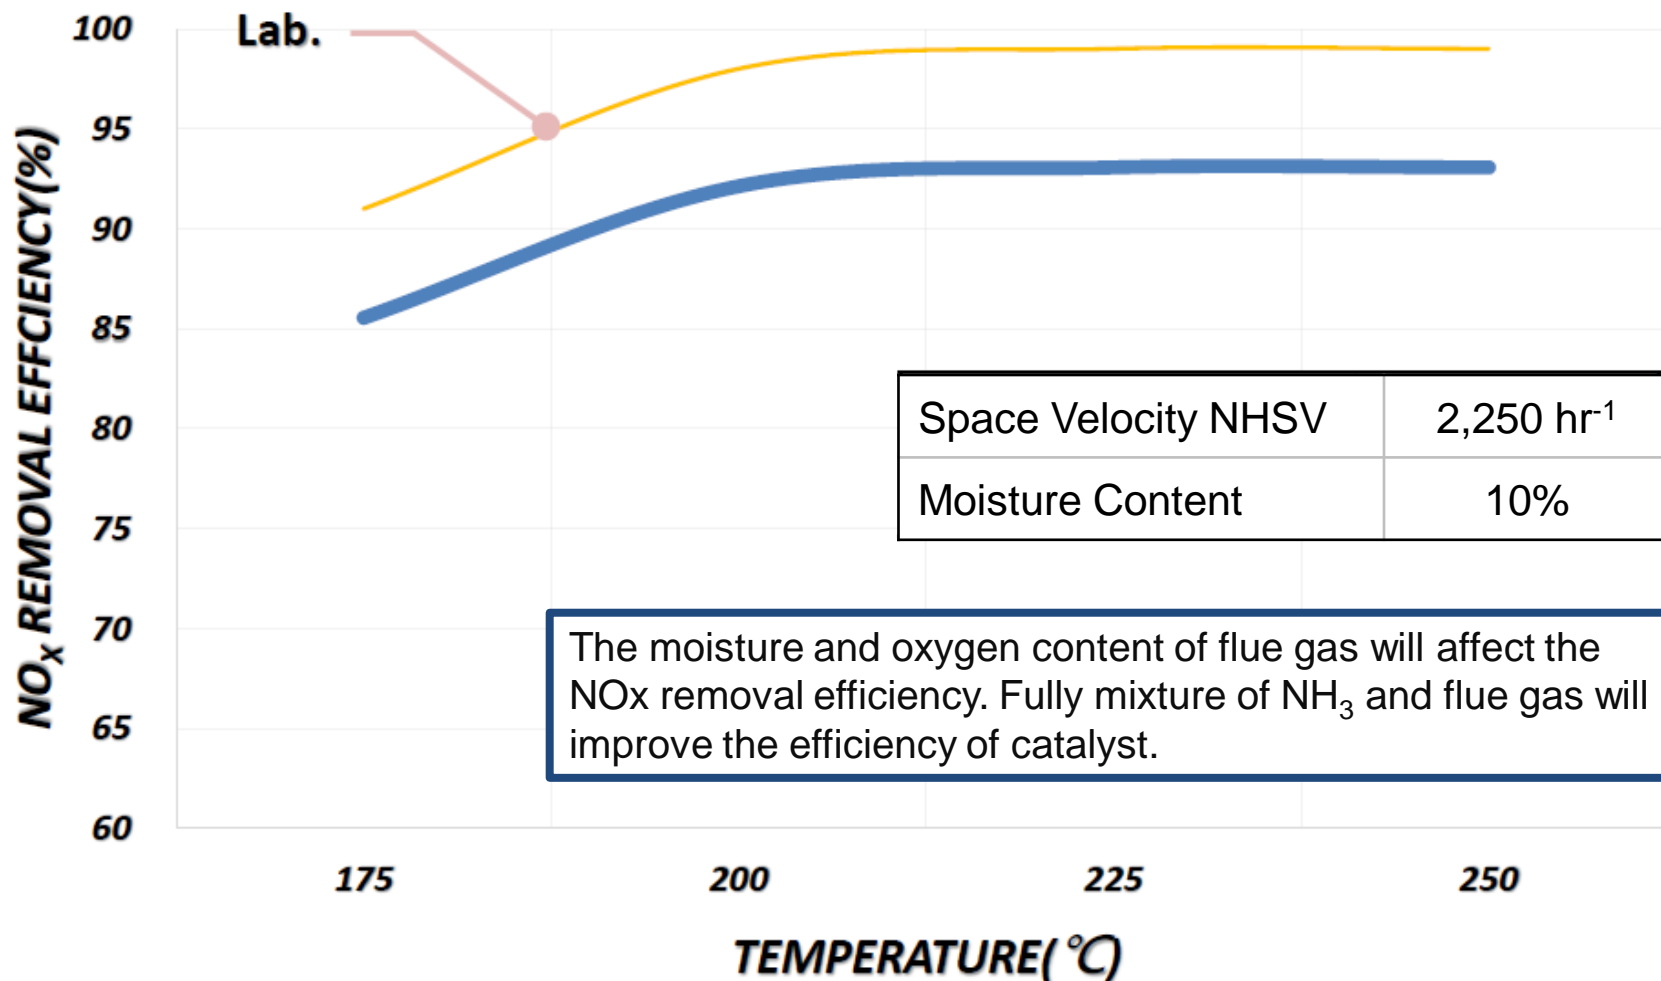 Lab.
NOX REMOVAL EFFCIENCY(%)
100
95
90
85
80
75
70
65
60
Space Velocity NHSV 2,250 hr-1
Moisture Content 10%
The moisture and oxygen content of flue gas will affect the
NOx removal efficiency. Fully mixture of NH3 and flue gas will
improve the efficiency of catalyst.
175 200 225 250
TEMPERATURE(℃)